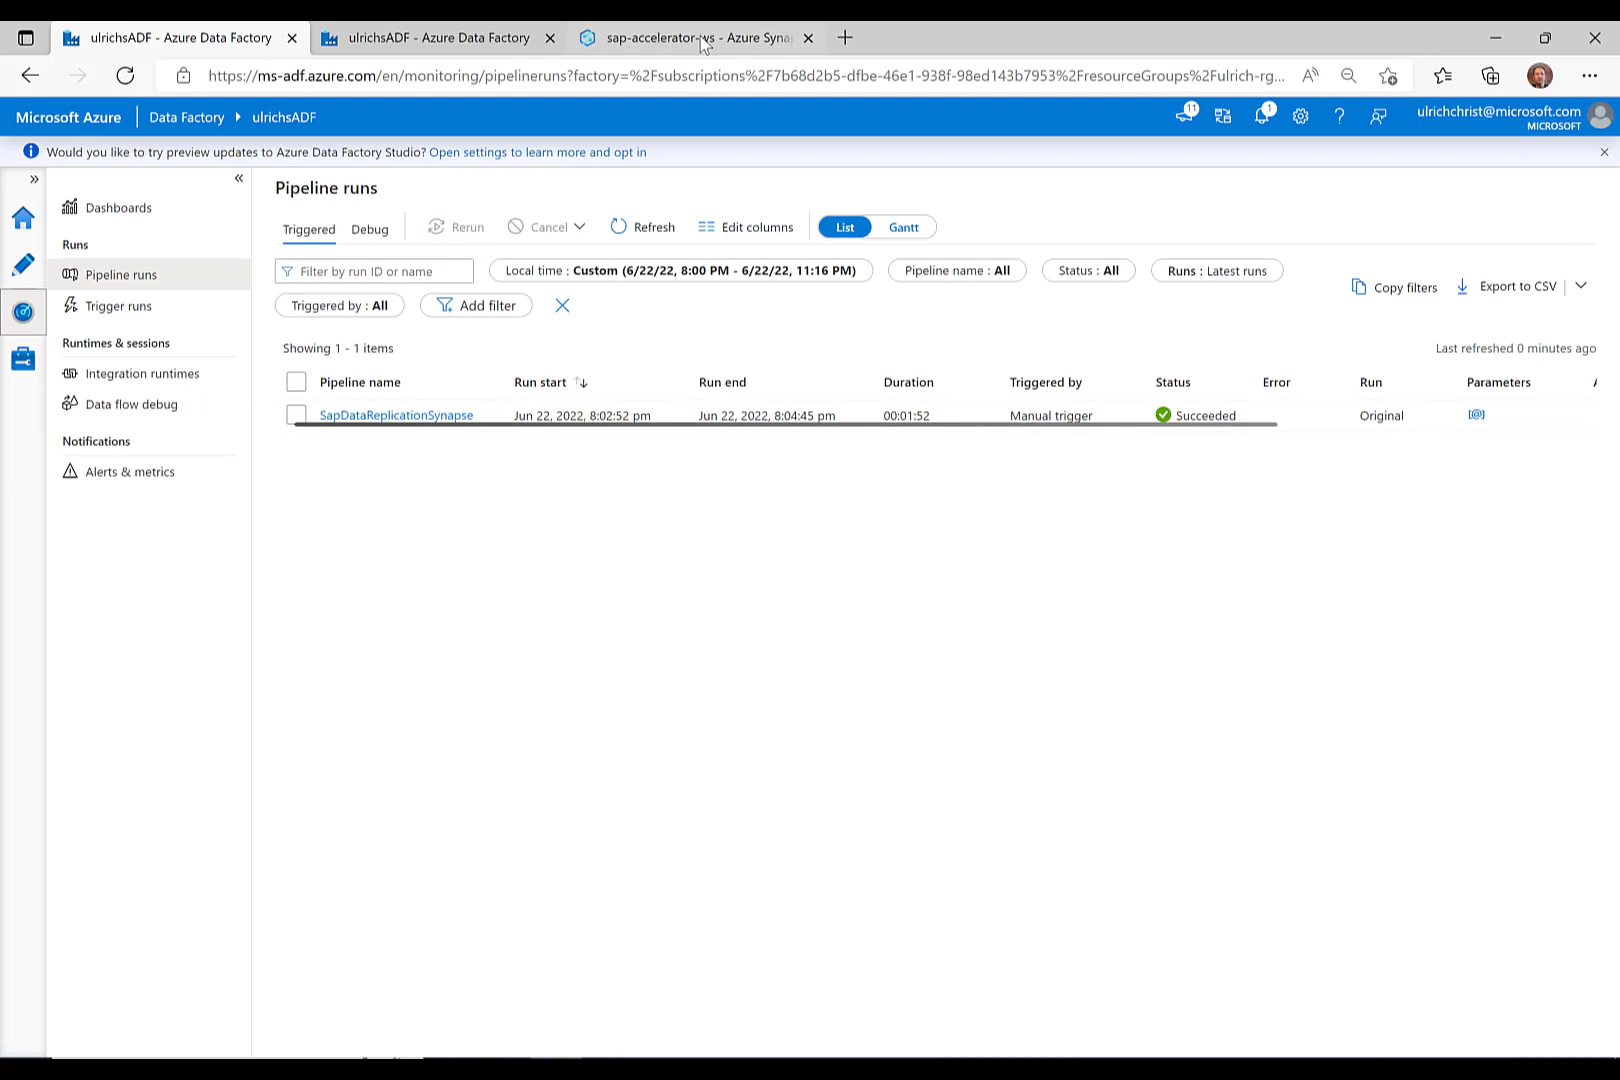 ulrichsADF - Azure Data Factory
ulrichsADF - Azure Data Factory
sap-accelerator-ws - Azure Syna
https://ms-adf.azure.com/en/monitoring/pipelineruns?factory=%2Fsubscriptions%2F7b68d2b5-dfbe-46e1-938f-98ed143b7953%2FresourceGroups%2Fulrich-rg...
Microsoft Azure
Data Factory
ulrichsADF
11
1
ulrichchrist@microsoft.com
MICROSOFT
Would you like to try preview updates to Azure Data Factory Studio? Open settings to learn more and opt in
Dashboards
Runs
Pipeline runs
Trigger runs
Runtimes & sessions
Integration runtimes
Data flow debug
Notifications
Alerts & metrics
Pipeline runs
Triggered
Debug
Rerun
Cancel
Refresh
Edit columns
List
Gantt
Filter by run ID or name
Local time : Custom (6/22/22, 8:00 PM - 6/22/22, 11:16 PM)
Pipeline name : All
Status : All
Runs : Latest runs
Triggered by : All
Add filter
Copy filters
Export to CSV
Showing 1 - 1 items
Last refreshed 0 minutes ago
Pipeline name Run start Run end Duration Triggered by Status Error Run Parameters
SapDataReplicationSynapse Jun 22, 2022, 8:02:52 pm Jun 22, 2022, 8:04:45 pm 00:01:52 Manual trigger Succeeded Original [@]